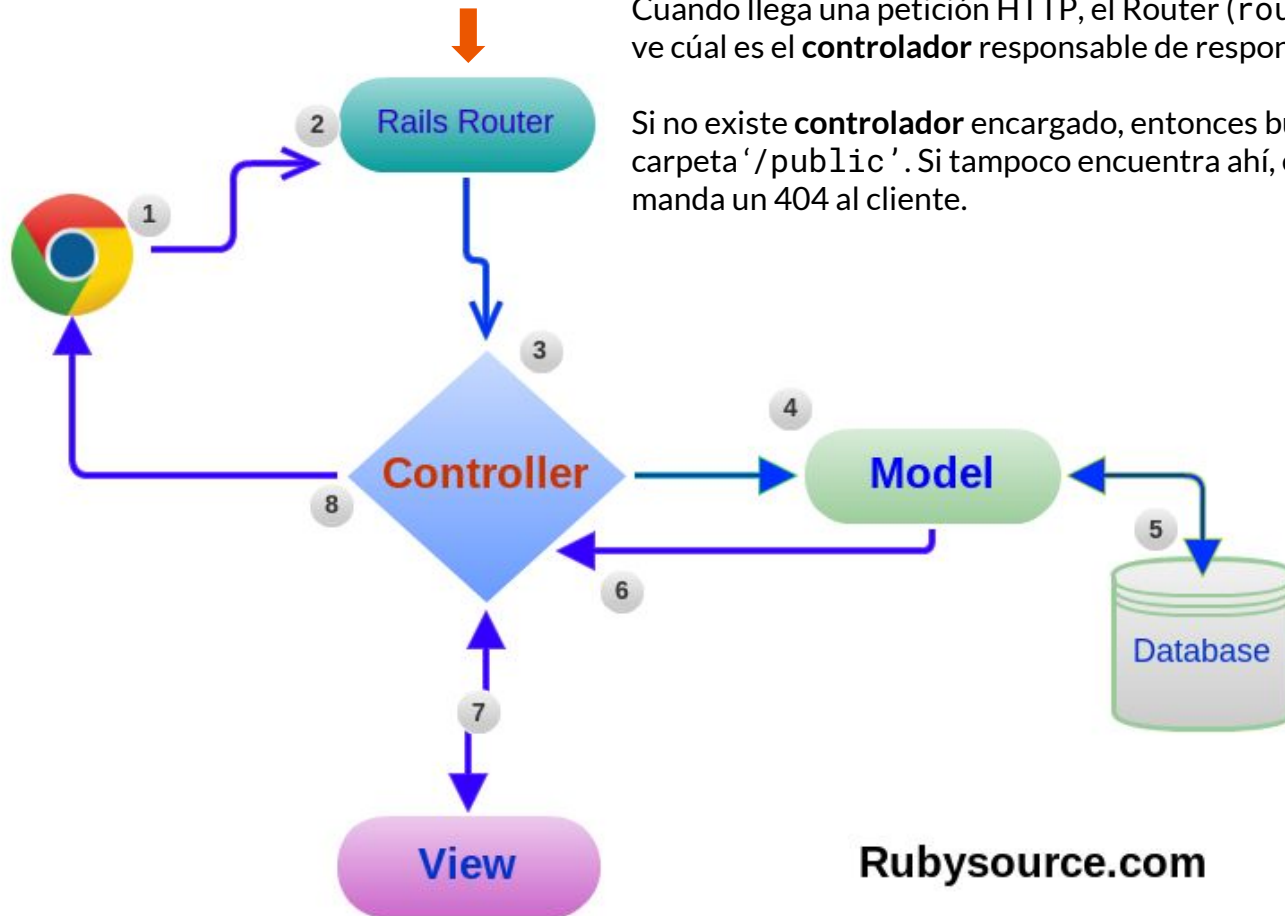 Cuando llega una petición HTTP, el Router (
ve cuál es el controlador responsable de
Si no existe controlador encargado, entonces
carpeta ‘/public’. Si tampoco encuentra ahí,
manda un 404 al cliente.
2
Rails Router
1
3
4
Controller
Model
8
5
6
Database
7
View
Rubysource.com